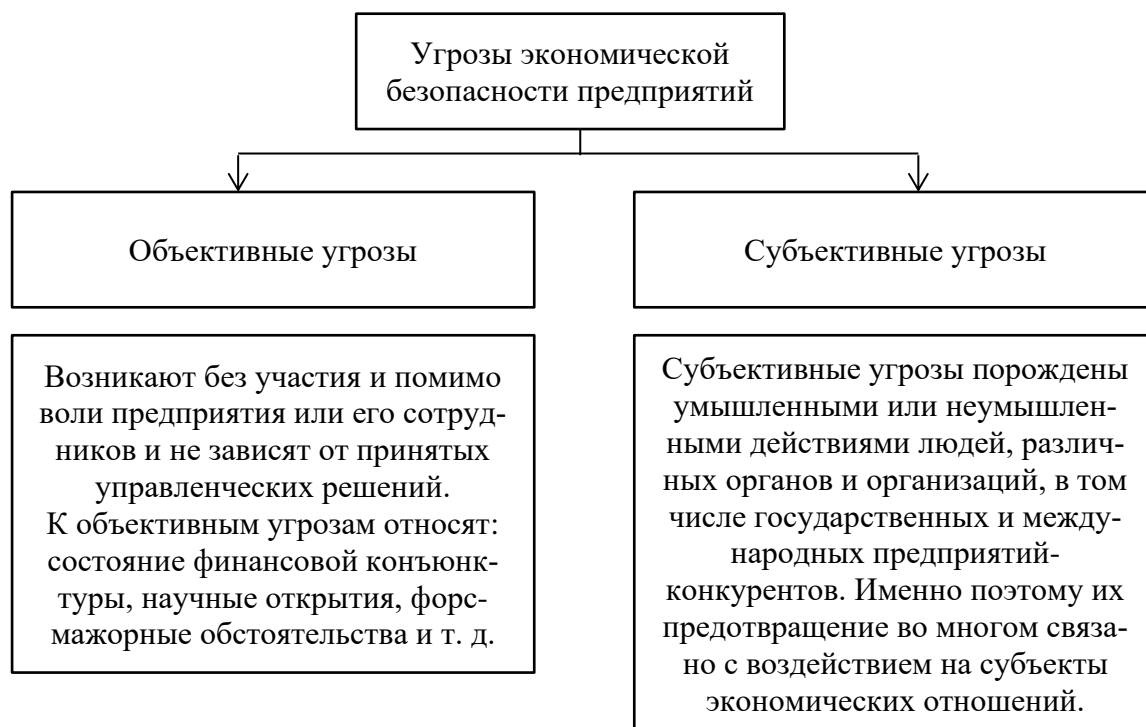 Угрозы экономической
безопасности предприятий
Объективные угрозы
Субъективные угрозы
Возникают без участия и помимо
воли предприятия или его сотруд-
ников и не зависят от принятых
управленческих решений.
К объективным угрозам относят:
состояние финансовой конъюнк-
туры, научные открытия, форс-
мажорные обстоятельства и т. д.
Субъективные угрозы порождены
умышленными или неумышлен-
ными действиями людей, различ-
ных органов и организаций, в том
числе государственных и между-
народных предприятий-
конкурентов. Именно поэтому их
предотвращение во многом связа-
но с воздействием на субъекты
экономических отношений.